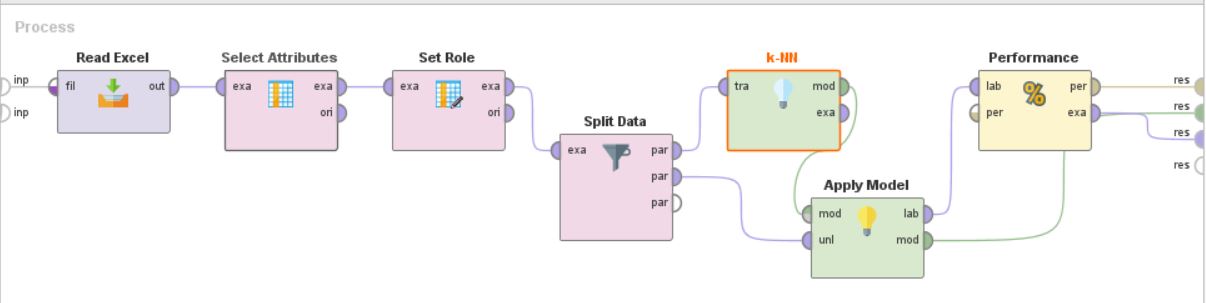 Process
Read Excel
Select Attributes
Set Role
k-NN
Performance
inp
fil
out
exa
exa
exa
exa
tra
mod
lab
per
res
inp
ori
ori
exa
per
exa
res
Split Data
res
exa
par
res
par
Apply Model
par
mod
lab
unl
mod